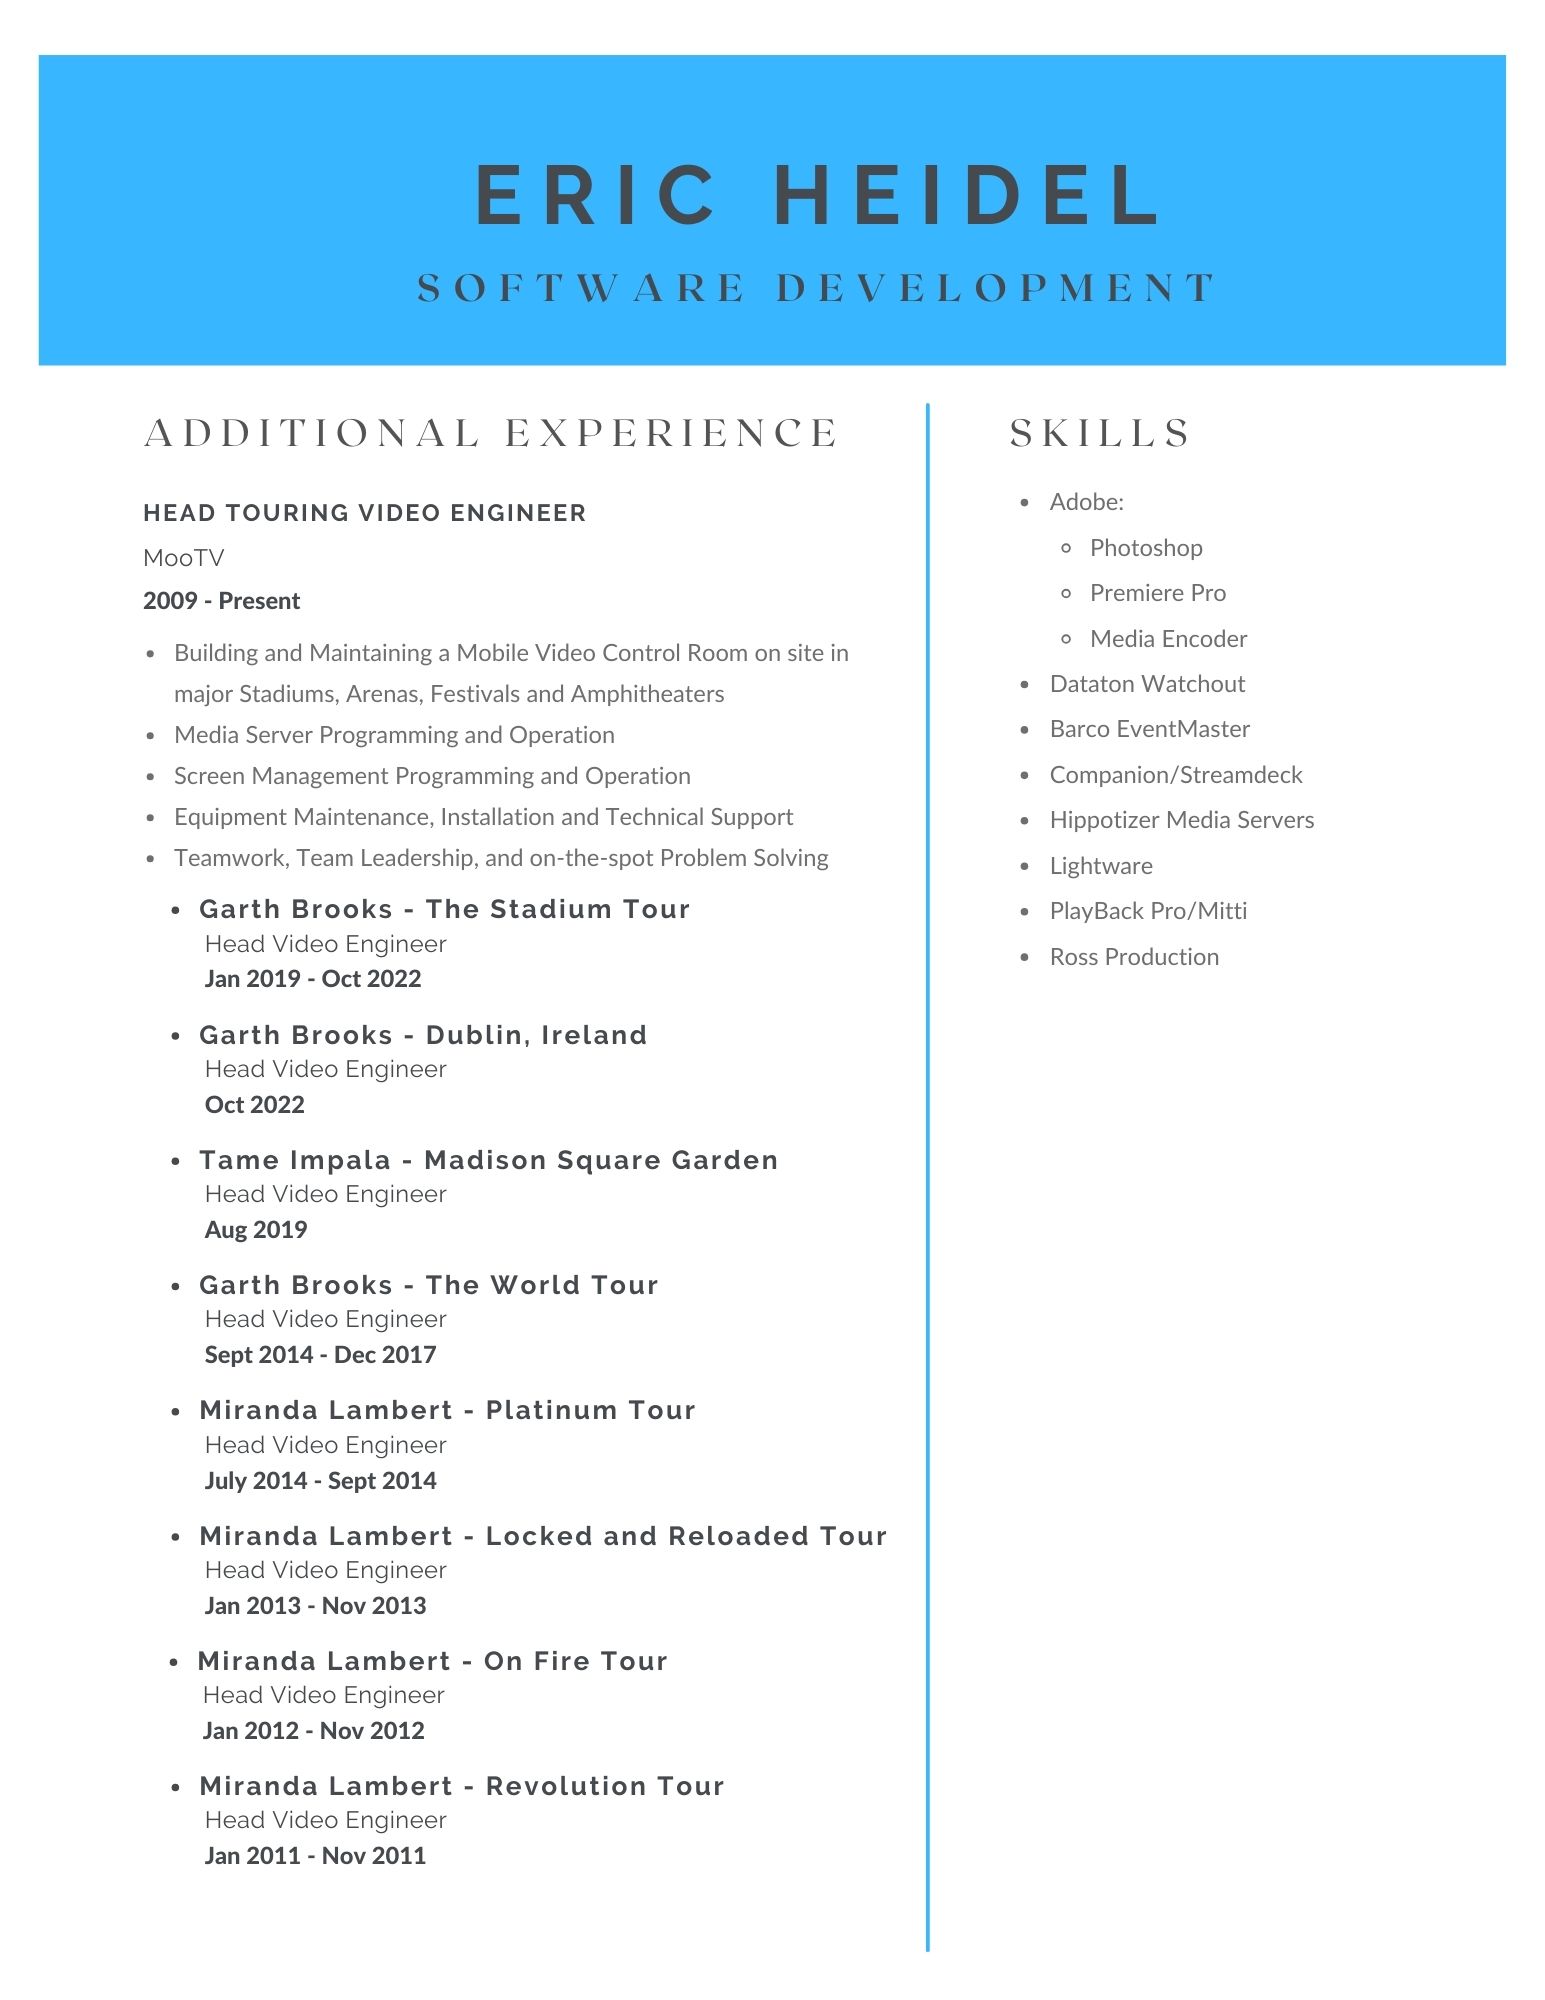 ERIC HEIDEL
SOFTWARE DEVELOPMENT
ADDITIONAL EXPERIENCE
HEAD TOURING VIDEO ENGINEER
MooTV
2009 - Present
• Building and Maintaining a Mobile Video Control Room on site in
major Stadiums, Arenas, Festivals and Amphitheaters
• Media Server Programming and Operation
• Screen Management Programming and Operation
• Equipment Maintenance, Installation and Technical Support
• Teamwork, Team Leadership, and on-the-spot Problem Solving
• Garth Brooks - The Stadium Tour
Head Video Engineer
Jan 2019 - Oct 2022
• Garth Brooks - Dublin, Ireland
Head Video Engineer
Oct 2022
• Tame Impala - Madison Square Garden
Head Video Engineer
Aug 2019
• Garth Brooks - The World Tour
Head Video Engineer
Sept 2014 - Dec 2017
• Miranda Lambert - Platinum Tour
Head Video Engineer
July 2014 - Sept 2014
• Miranda Lambert - Locked and Reloaded Tour
Head Video Engineer
Jan 2013 - Nov 2013
• Miranda Lambert - On Fire Tour
Head Video Engineer
Jan 2012 - Nov 2012
• Miranda Lambert - Revolution Tour
Head Video Engineer
Jan 2011 - Nov 2011
SKILLS
• Adobe:
◦ Photoshop
◦ Premiere Pro
◦ Media Encoder
• Dataton Watchout
• Barco EventMaster
• Companion/Streamdeck
• Hippotizer Media Servers
• Lightware
• PlayBack Pro/Mitti
• Ross Production